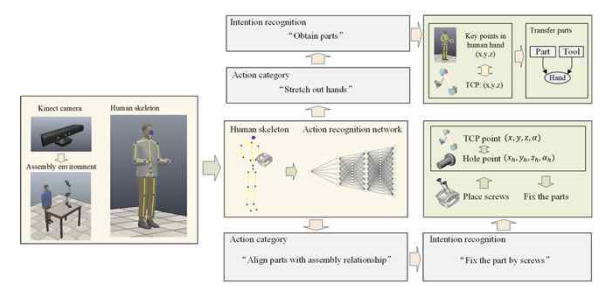 Intention recognition
“Obtain parts”
Action category
“Stretch out hands”
Key points in
human hand
(x,y,z)
TCP: (x,y,z)
Transfer parts
Part
Tool
Hand
Kinect camera
Human skeleton
Assembly environment
Human skeleton
Action recognition network
TCP point (x, y, z, α)
Hole point (xₕ, yₕ, zₕ, αₕ)
Place screws
Fix the parts
Action category
“Align parts with assembly relationship”
Intention recognition
“Fix the part by screws”